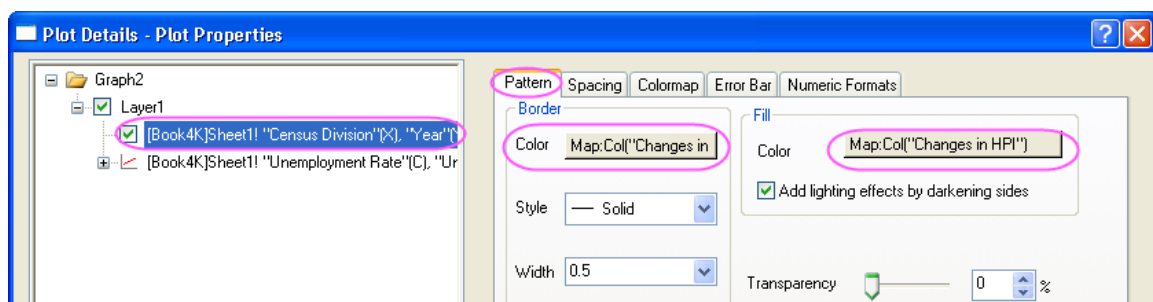 Plot Details - Plot Properties
Graph2
Layer1
[Book4K]Sheet1! "Census Division"(X), "Year"(Y
[Book4K]Sheet1! "Unemployment Rate"(C), "Ur
Pattern Spacing Colormap Error Bar Numeric Formats
Border
Color Map:Col("Changes in
Style Solid
Width 0.5
Fill
Color Map:Col("Changes in HPI")
Add lighting effects by darkening sides
Transparency 0 %